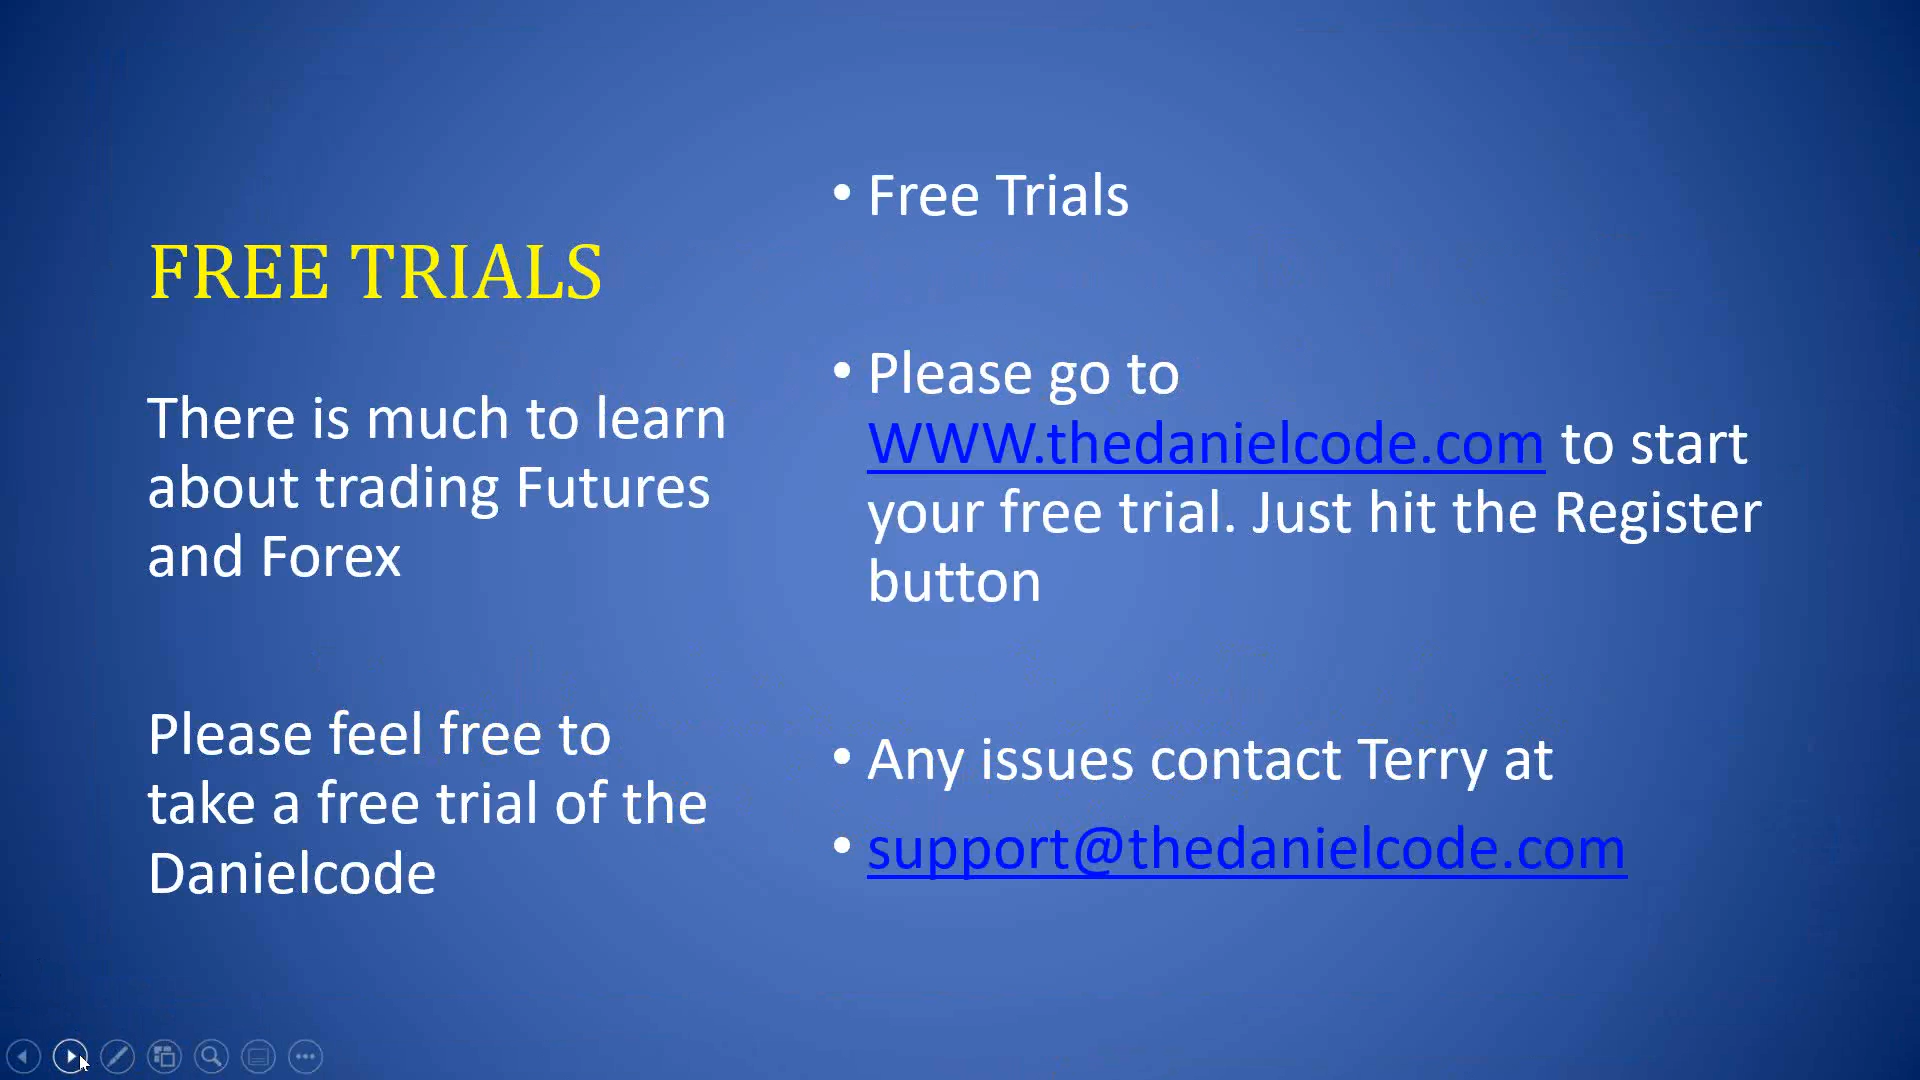 FREE TRIALS
There is much to learn
about trading Futures
and Forex
Please feel free to
take a free trial of the
Danielcode
• Free Trials
• Please go to
WWW.thedanielcode.com to start
your free trial. Just hit the Register
button
• Any issues contact Terry at
• support@thedanielcode.com